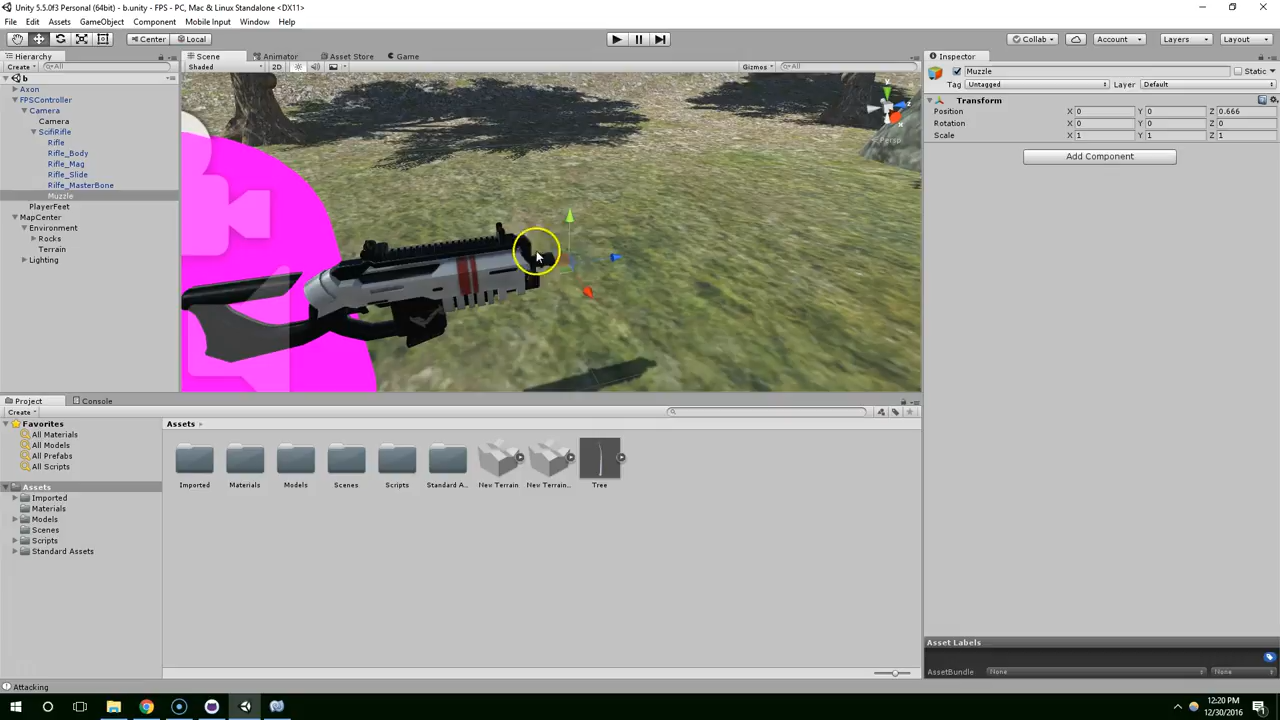 Unity 5.5.0f3 Personal (64bit) - b.unity - FPS - PC, Mac & Linux Standalone <DX11>
File Edit Assets GameObject Component Mobile Input Window Help
Center Local Collab Account Layers Layout
Hierarchy
Create All
b
Axon
FPSController
Camera
Camera
ScifiRifle
Rifle
Rifle_Body
Rifle_Mag
Rifle_Slide
Rilfe_MasterBone
Muzzle
PlayerFeet
MapCenter
Environment
Rocks
Terrain
Lighting
Scene Animator Asset Store Game
Shaded 2D Gizmos All
y
z
x
Persp
Inspector
Muzzle Static
Tag Untagged Layer Default
Transform
Position X 0 Y 0 Z 0.666
Rotation X 0 Y 0 Z 0
Scale X 1 Y 1 Z 1
Add Component
Project Console
Create
Favorites
All Materials
All Models
All Prefabs
All Scripts
Assets
Imported
Materials
Models
Scenes
Scripts
Standard Assets
Assets
Imported Materials Models Scenes Scripts Standard A... New Terrain New Terrain... Tree
Asset Labels
AssetBundle None None
Attacking
12:20 PM
12/30/2016